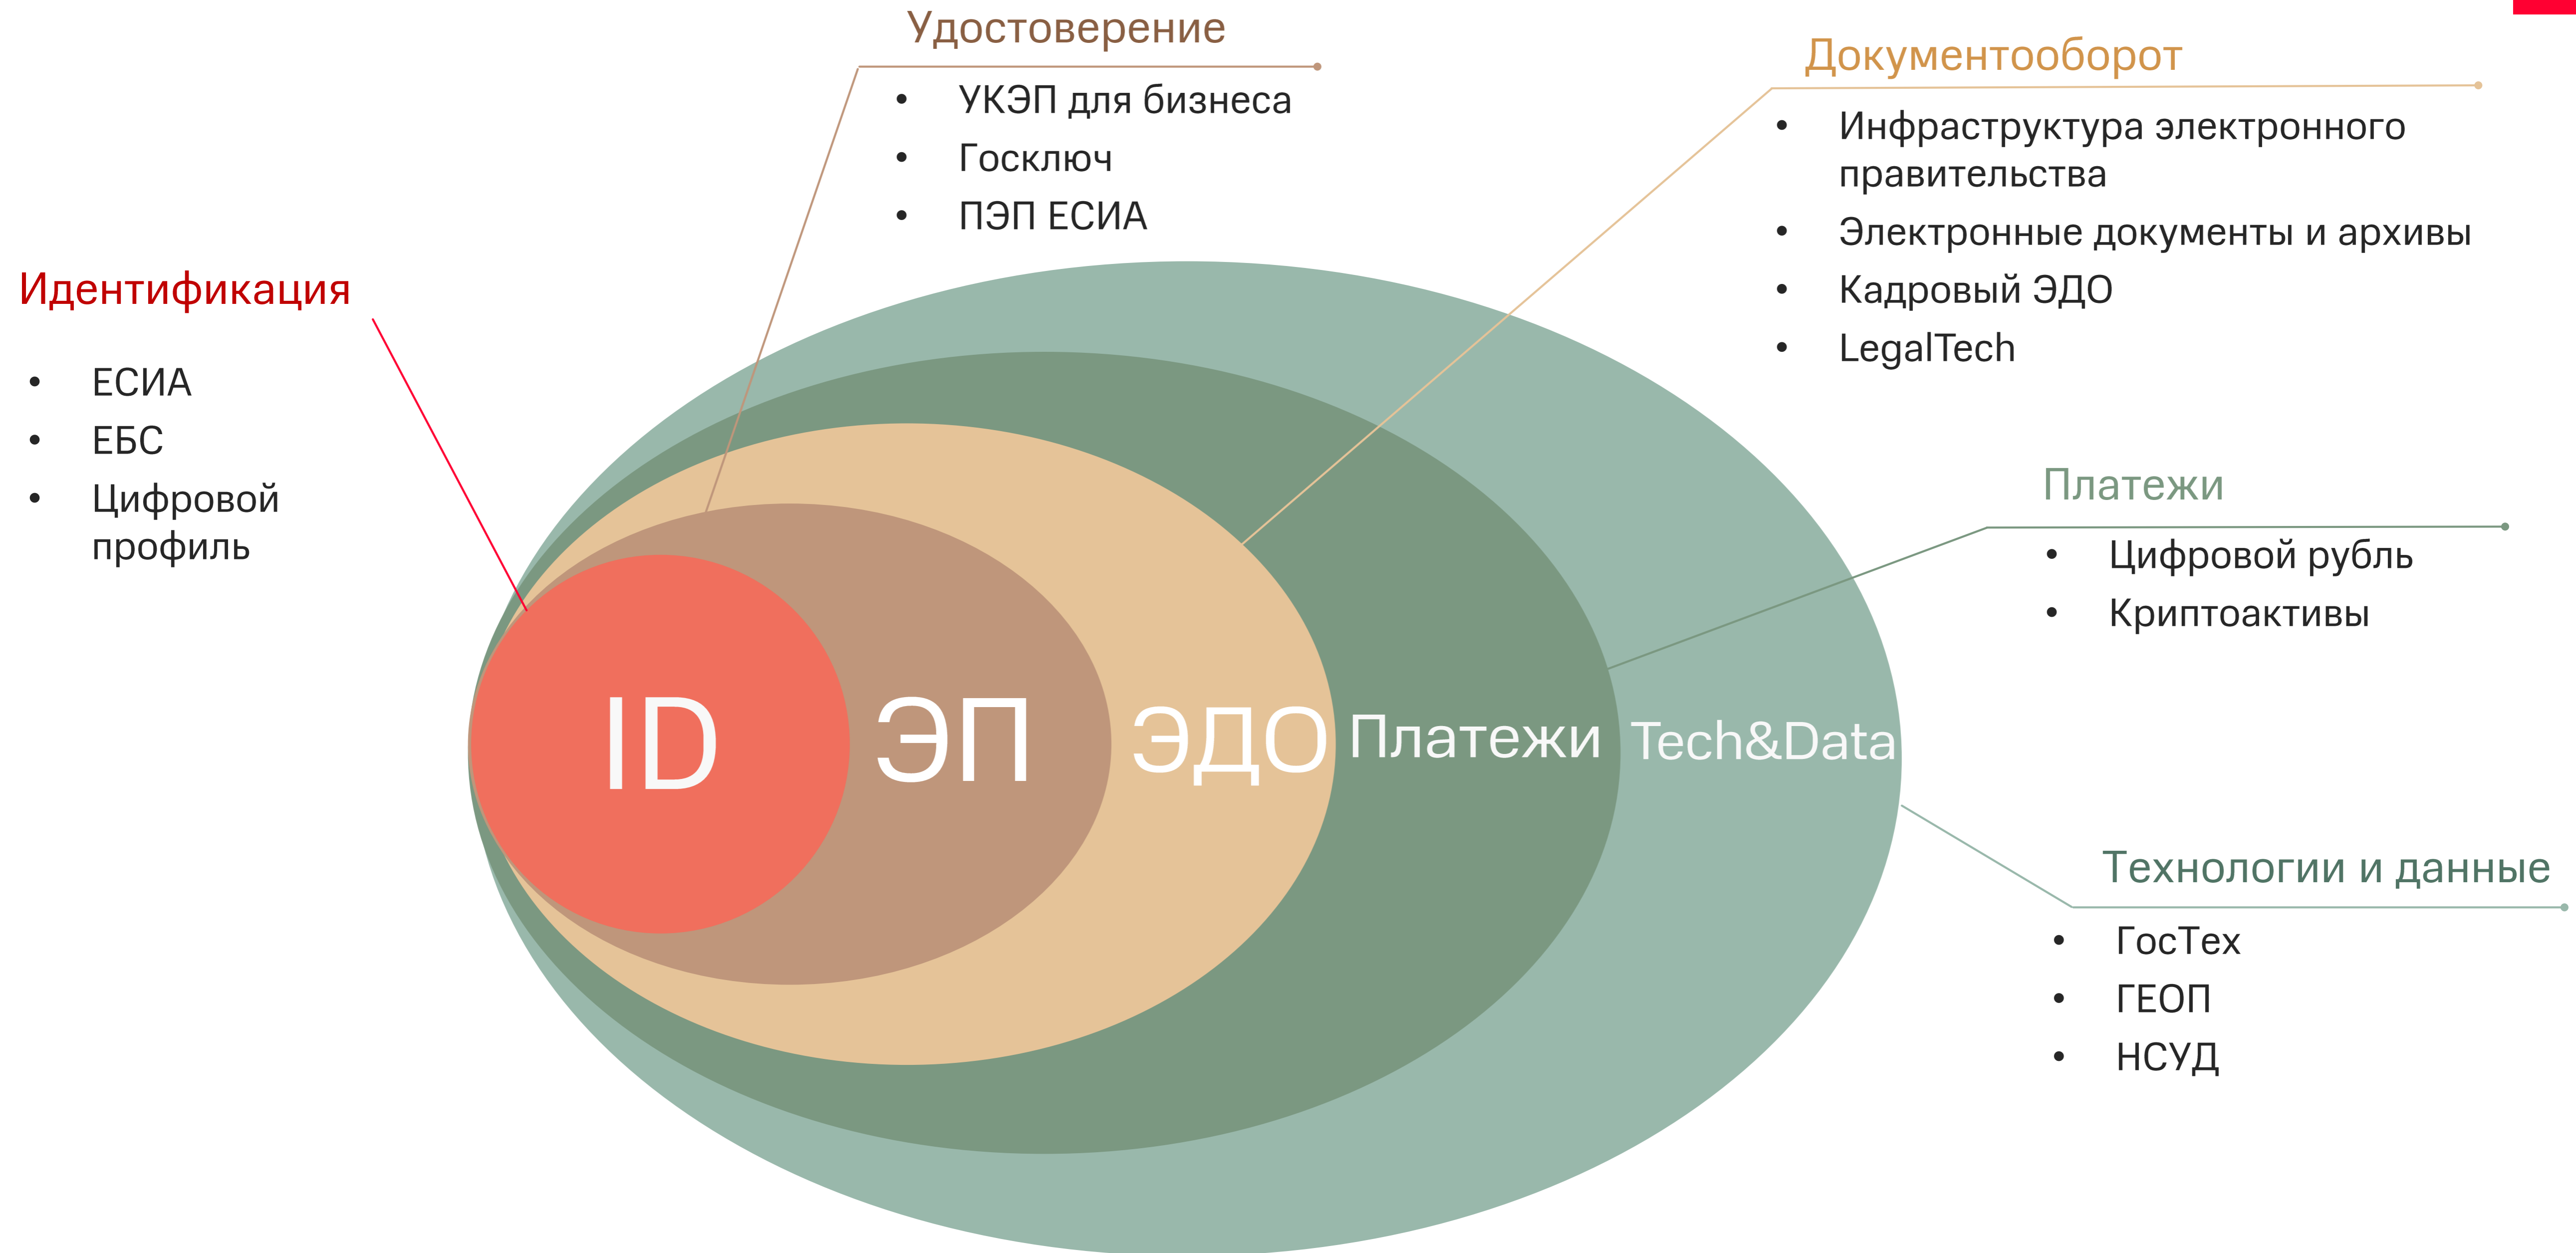 Удостоверение
• УКЭП для бизнеса
• Госключ
• ПЭП ЕСИА
Документооборот
• Инфраструктура электронного
правительства
• Электронные документы и архивы
• Кадровый ЭДО
• LegalTech
Идентификация
• ЕСИА
• ЕБС
• Цифровой
профиль
Платежи
• Цифровой рубль
• Криптоактивы
ID
ЭП
ЭДО
Платежи
Tech&Data
Технологии и данные
• ГосТех
• ГЕОП
• НСУД